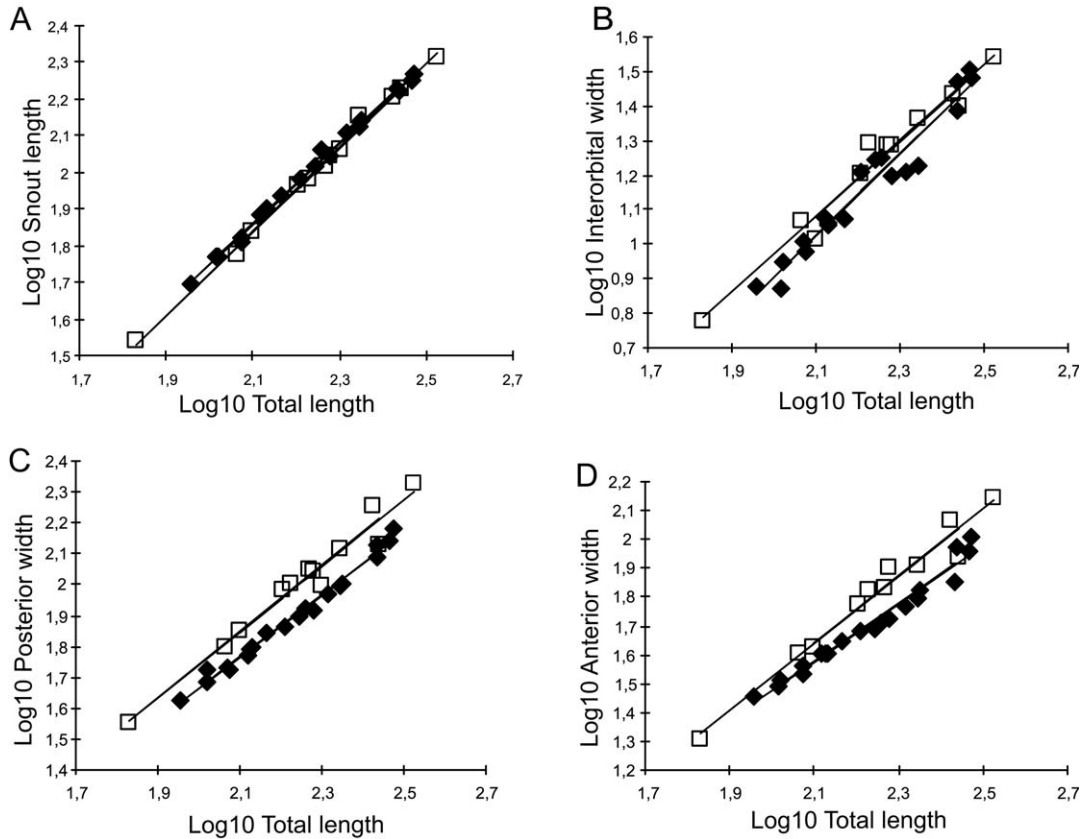 A
Log10 Snout length
2,4
2,3
2,2
2,1
2
1,9
1,8
1,7
1,6
1,5
1,7 1,9 2,1 2,3 2,5 2,7
Log10 Total length
B
Log10 Interorbital width
1,6
1,5
1,4
1,3
1,2
1,1
1
0,9
0,8
0,7
1,7 1,9 2,1 2,3 2,5 2,7
Log10 Total length
C
Log10 Posterior width
2,4
2,3
2,2
2,1
2
1,9
1,8
1,7
1,6
1,5
1,4
1,7 1,9 2,1 2,3 2,5 2,7
Log10 Total length
D
Log10 Anterior width
2,2
2,1
2
1,9
1,8
1,7
1,6
1,5
1,4
1,3
1,2
1,7 1,9 2,1 2,3 2,5 2,7
Log10 Total length